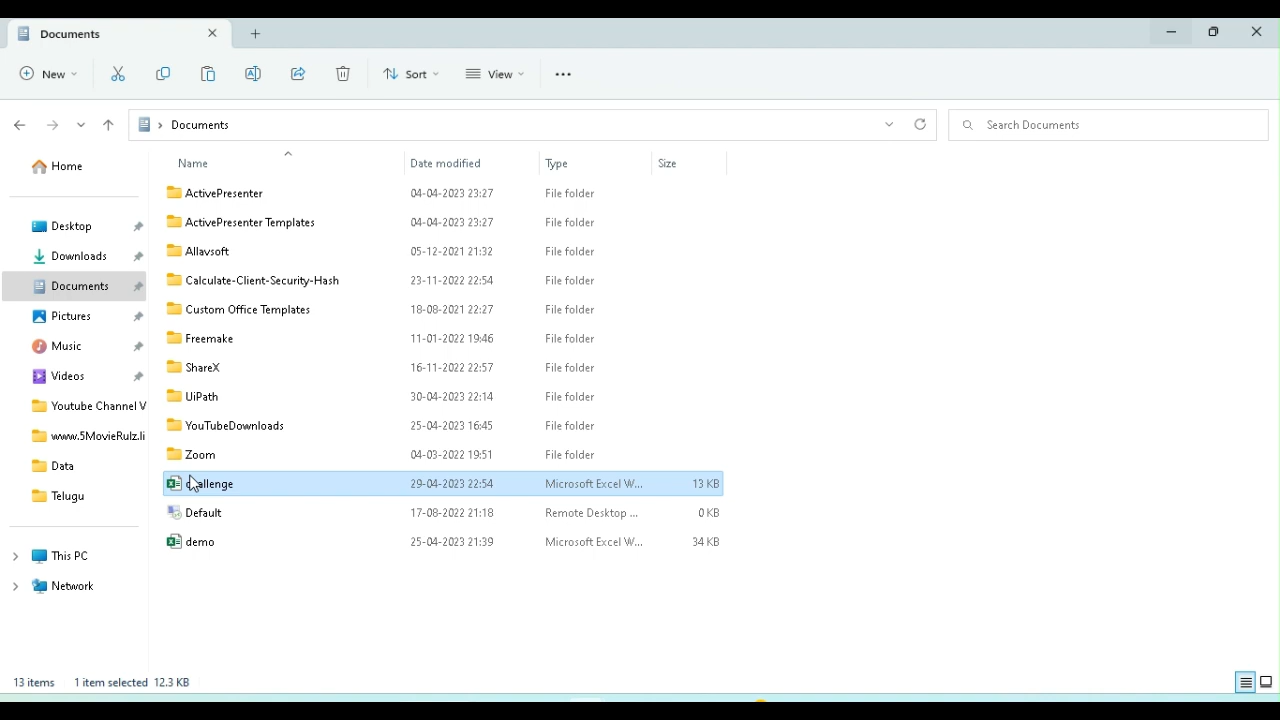 Documents
New Sort View
Documents Search Documents
Name Date modified Type Size
Home
Desktop
Downloads
Documents
Pictures
Music
Videos
Youtube Channel V
www.5MovieRulz.li
Data
Telugu
This PC
Network
ActivePresenter 04-04-2023 23:27 File folder
ActivePresenter Templates 04-04-2023 23:27 File folder
Allavsoft 05-12-2021 21:32 File folder
Calculate-Client-Security-Hash 23-11-2022 22:54 File folder
Custom Office Templates 18-08-2021 22:27 File folder
Freemake 11-01-2022 19:46 File folder
ShareX 16-11-2022 22:57 File folder
UiPath 30-04-2023 22:14 File folder
YouTubeDownloads 25-04-2023 16:45 File folder
Zoom 04-03-2022 19:51 File folder
challenge 29-04-2023 22:54 Microsoft Excel W... 13 KB
Default 17-08-2022 21:18 Remote Desktop ... 0 KB
demo 25-04-2023 21:39 Microsoft Excel W... 34 KB
13 items 1 item selected 12.3 KB